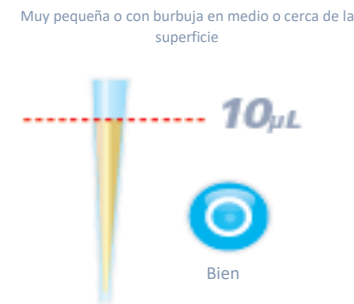 Muy pequeña o con burbuja en medio o cerca de la
superficie
10µL
Bien